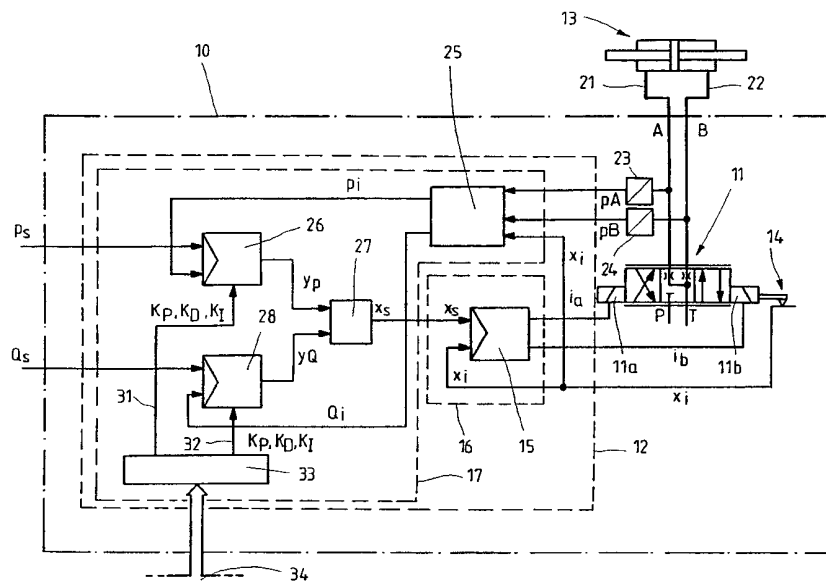 13
10
25
21
22
A
B
23
11
pi
pA
ps
26
pB
14
27
24
xi
yp
ia
xs
xs
P
T
T
KP, KD, KI
28
Qs
yQ
11a
ib
11b
xi
xi
31
Qi
32
KP, KD, KI
16
15
12
33
17
34